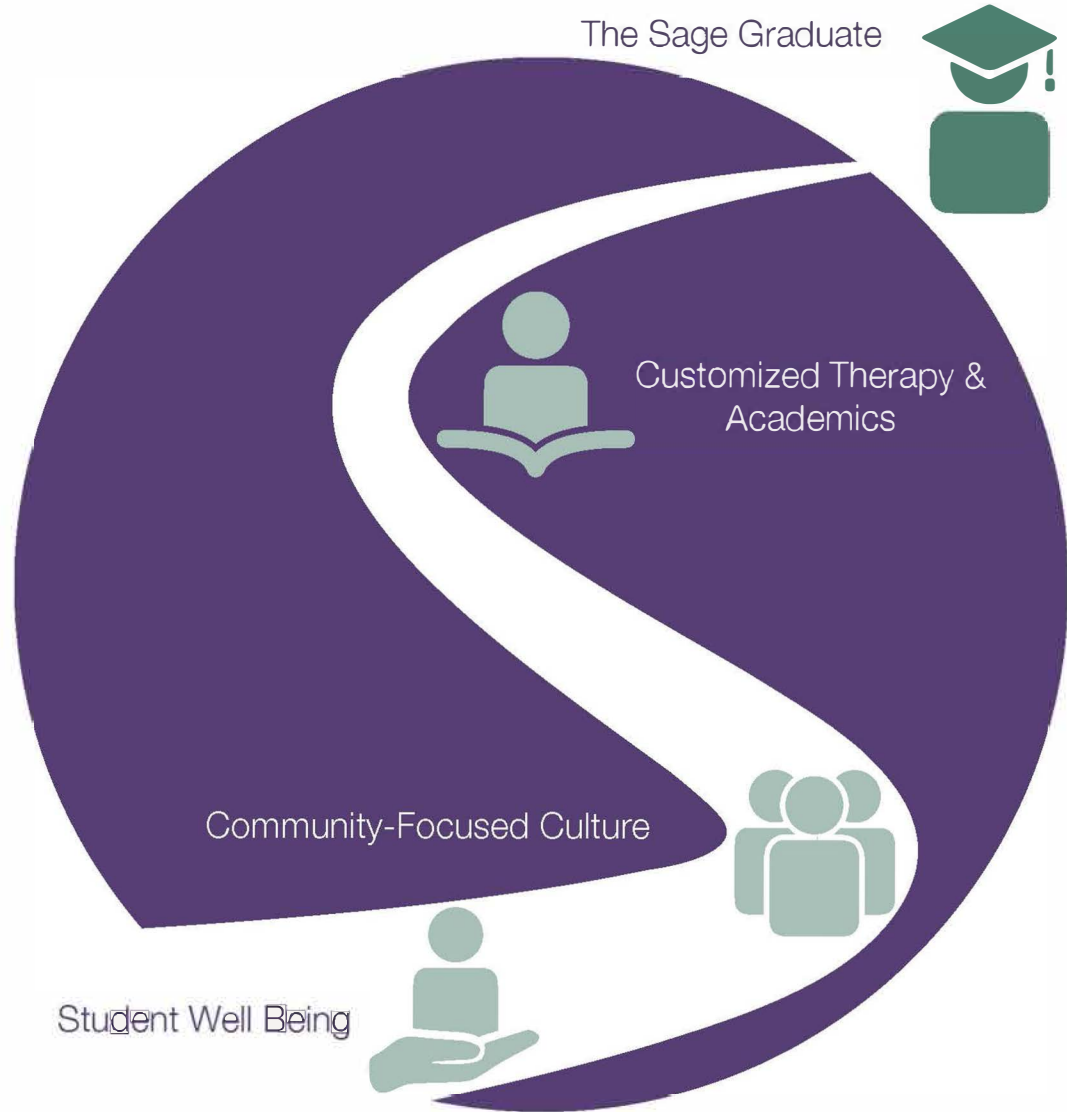 The Sage Graduate
Customized Therapy &
Academics
Community-Focused Culture
Student Well Being